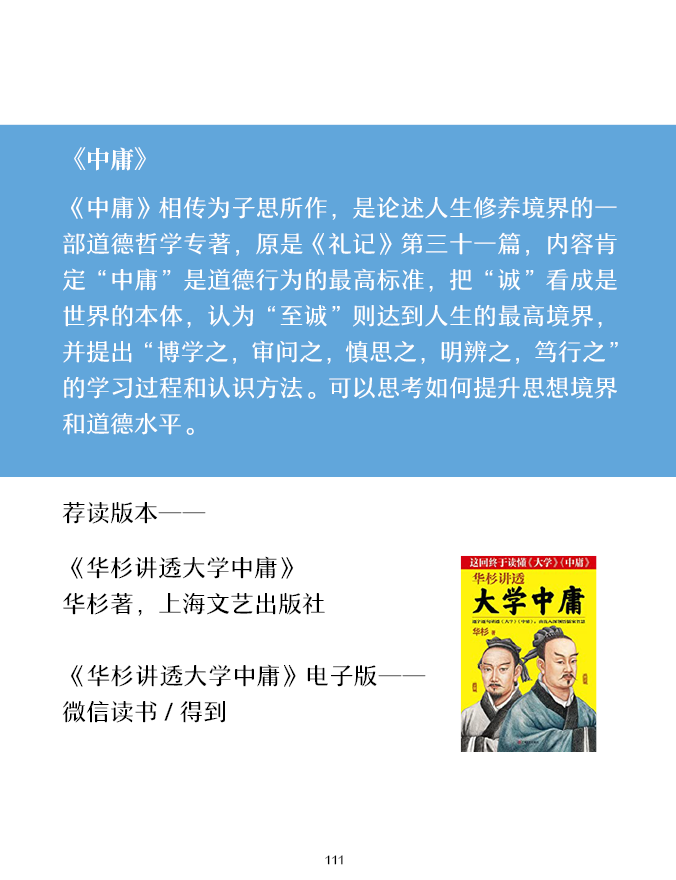 《中庸》
《中庸》相传为子思所作，是论述人生修养境界的一
部道德哲学专著，原是《礼记》第三十一篇，内容肯
定“中庸”是道德行为的最高标准，把“诚”看成是
世界的本体，认为“至诚”则达到人生的最高境界，
并提出“博学之，审问之，慎思之，明辨之，笃行之”
的学习过程和认识方法。可以思考如何提升思想境界
和道德水平。
荐读版本——
《华杉讲透大学中庸》
华杉著，上海文艺出版社
《华杉讲透大学中庸》电子版——
微信读书 / 得到
这回终于读懂《大学》《中庸》
华杉讲透
大学中庸
华杉 著
111